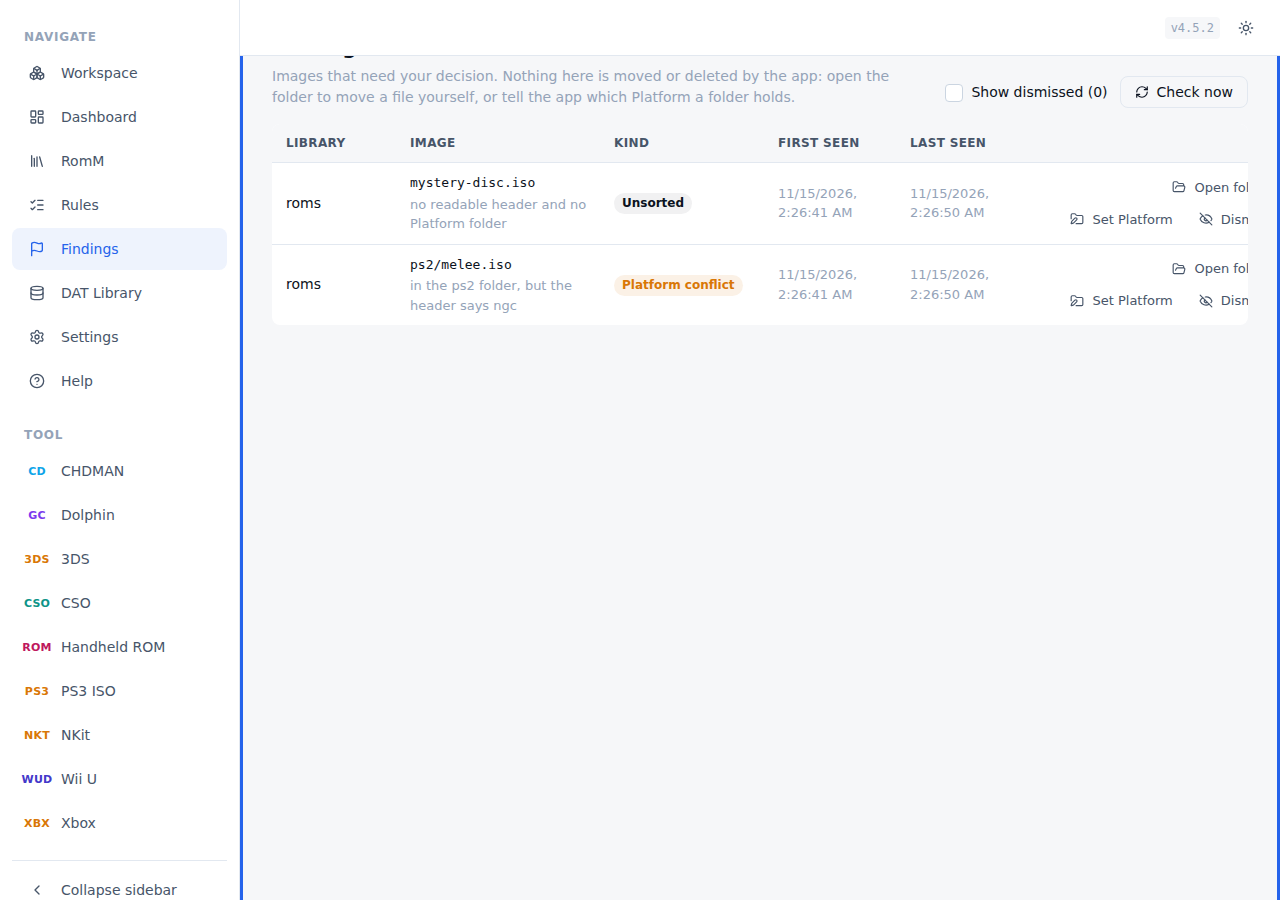 NAVIGATE
Workspace
Dashboard
RomM
Rules
Findings
DAT Library
Settings
Help
TOOL
CD CHDMAN
GC Dolphin
3DS 3DS
CSO CSO
ROM Handheld ROM
PS3 PS3 ISO
NKT NKit
WUD Wii U
XBX Xbox
Collapse sidebar
v4.5.2
Images that need your decision. Nothing here is moved or deleted by the app: open the
folder to move a file yourself, or tell the app which Platform a folder holds.
Show dismissed (0)
Check now
LIBRARY IMAGE KIND FIRST SEEN LAST SEEN
roms
mystery-disc.iso
no readable header and no
Platform folder
Unsorted
11/15/2026,
2:26:41 AM
11/15/2026,
2:26:50 AM
Open fol
Set Platform Disn
roms
ps2/melee.iso
in the ps2 folder, but the
header says ngc
Platform conflict
11/15/2026,
2:26:41 AM
11/15/2026,
2:26:50 AM
Open fol
Set Platform Disn